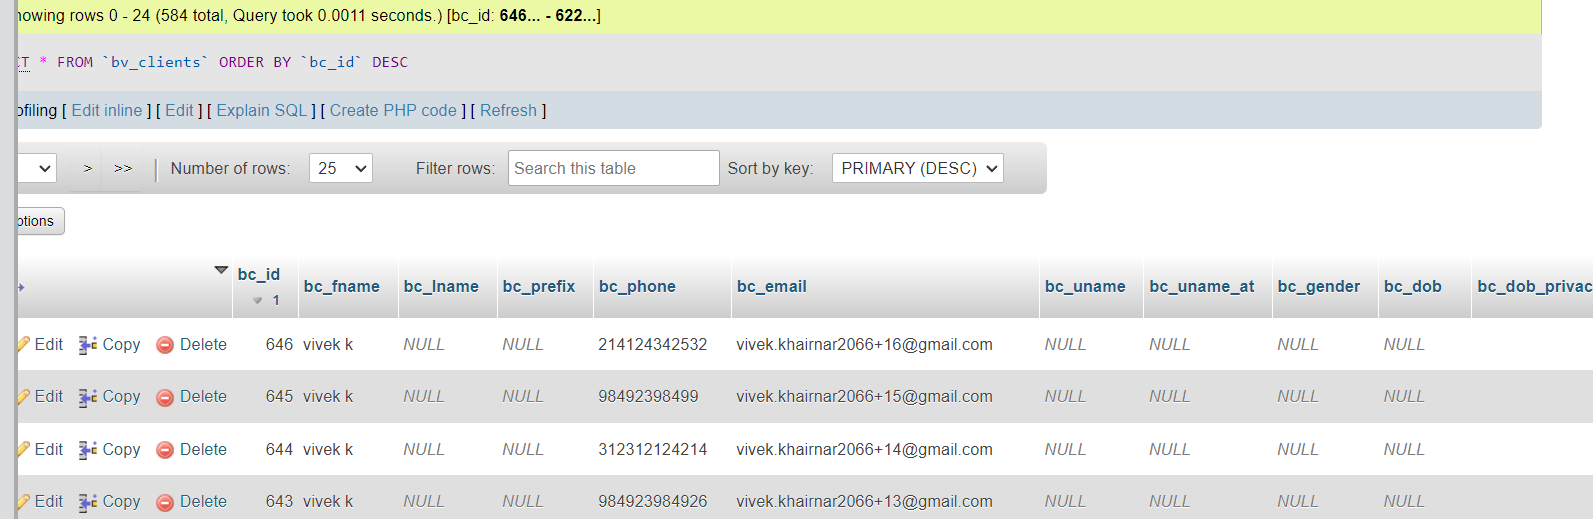 howing rows 0 - 24 (584 total, Query took 0.0011 seconds.) [bc_id: 646... - 622...]
CT * FROM `bv_clients` ORDER BY `bc_id` DESC
ofiling [ Edit inline ] [ Edit ] [ Explain SQL ] [ Create PHP code ] [ Refresh ]
> >> | Number of rows: 25 Filter rows: Search this table Sort by key: PRIMARY (DESC)
ptions
bc_id 1 bc_fname bc_lname bc_prefix bc_phone bc_email bc_uname bc_uname_at bc_gender bc_dob bc_dob_privac
Edit Copy Delete 646 vivek k NULL NULL 214124342532 vivek.khairnar2066+16@gmail.com NULL NULL NULL NULL
Edit Copy Delete 645 vivek k NULL NULL 98492398499 vivek.khairnar2066+15@gmail.com NULL NULL NULL NULL
Edit Copy Delete 644 vivek k NULL NULL 312312124214 vivek.khairnar2066+14@gmail.com NULL NULL NULL NULL
Edit Copy Delete 643 vivek k NULL NULL 984923984926 vivek.khairnar2066+13@gmail.com NULL NULL NULL NULL